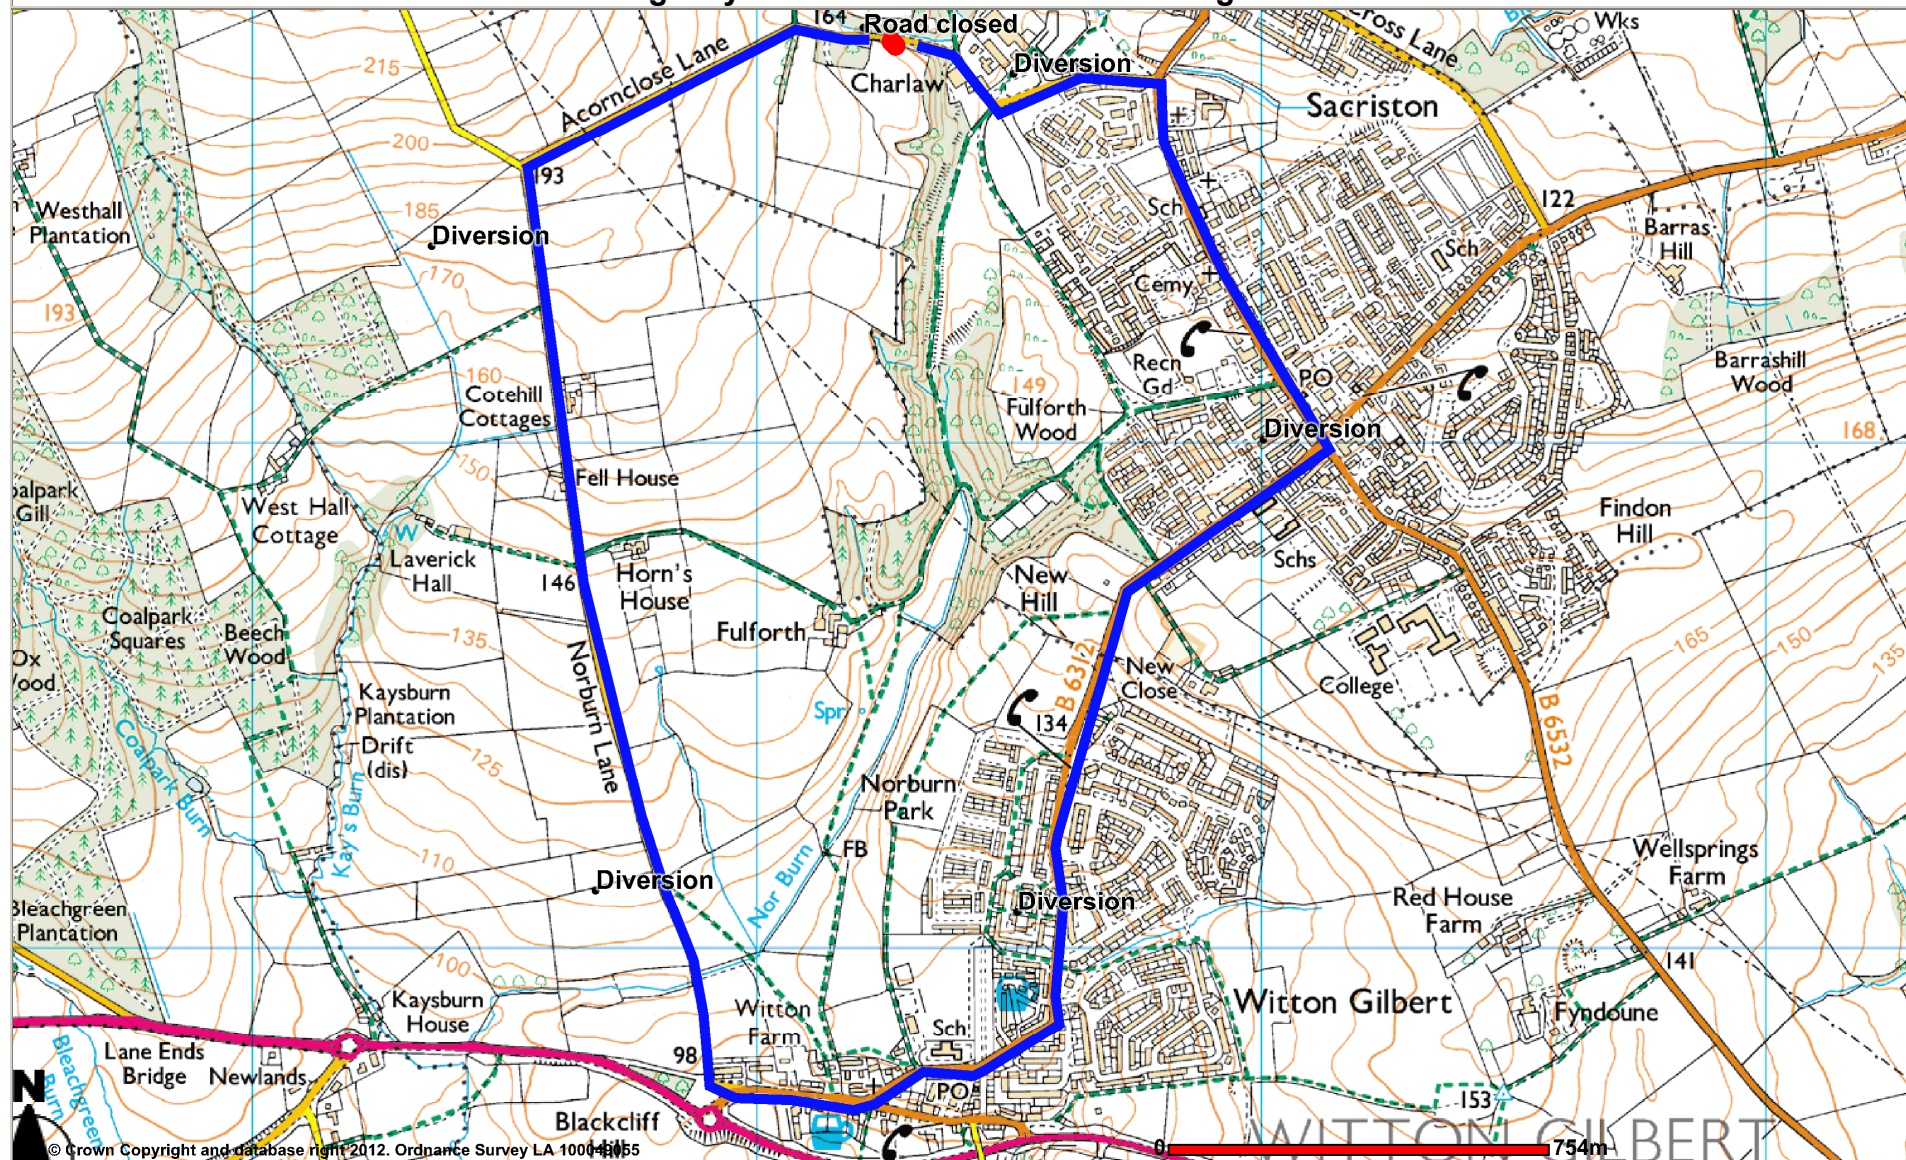 164
Road closed
Cross Lane
Wks
215
Acornclose Lane
Charlaw
Diversion
Sacriston
200
193
122
Westhall
Plantation
185
Diversion
Sch
Barras
Hill
Sch
170
Cemy
193
160
Cotehill
Cottages
Recn
Gd
PO
149
Fulforth
Wood
Barrashill
Wood
Diversion
168
150
Fell House
West Hall
Cottage
Gill
Findon
Hill
W
Laverick
Hall
146
Horn's
House
New
Hill
Schs
Coalpark
Squares
Beech
Wood
135
Fulforth
165
150
135
Ox
B 6312
New
Close
College
Kaysburn
Plantation
Norburn Lane
Spr
134
B 6532
Drift
(dis)
Coalpark Burn
125
Kay's Burn
Norburn
Park
110
FB
Nor Burn
Wellsprings
Farm
Diversion
Diversion
Red House
Farm
Bleachgreen
Plantation
100
141
Kaysburn
House
Witton
Farm
Sch
Witton Gilbert
Fyndoune
Lane Ends
Bridge
Newlands
98
Bleachgreen
Burn
N
PO
153
Blackcliff
Hill
WITTON GILBERT
© Crown Copyright and database right 2012. Ordnance Survey LA 100049055
0
754m